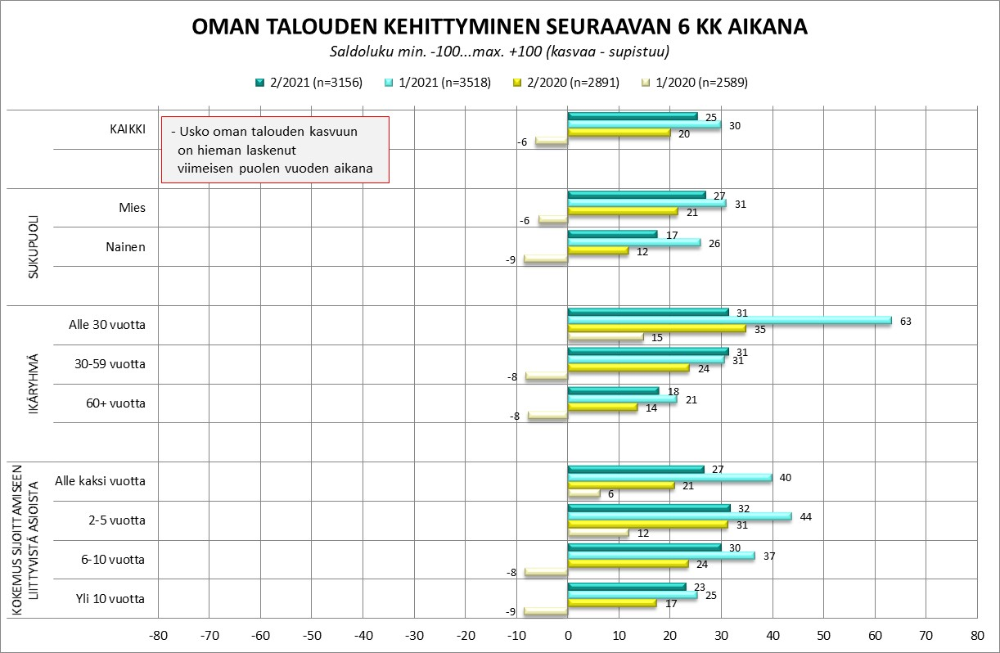 OMAN TALOUDEN KEHITTYMINEN SEURAAVAN 6 KK AIKANA
Saldoluku min. -100...max. +100 (kasvaa - supistuu)
2/2021 (n=3156) 1/2021 (n=3518) 2/2020 (n=2891) 1/2020 (n=2589)
- Usko oman talouden kasvuun
on hieman laskenut
viimeisen puolen vuoden aikana
KAIKKI
25
30
20
-6
SUKUPUOLI
Mies
27
31
21
-6
Nainen
17
26
12
-9
IKÄRYHMÄ
Alle 30 vuotta
31
63
35
15
30-59 vuotta
31
31
24
-8
60+ vuotta
18
21
14
-8
KOKEMUS SIJOITTAMISEEN
LIITTYVISTÄ ASIOISTA
Alle kaksi vuotta
27
40
21
6
2-5 vuotta
32
44
31
12
6-10 vuotta
30
37
24
-8
Yli 10 vuotta
23
25
17
-9
-80 -70 -60 -50 -40 -30 -20 -10 0 10 20 30 40 50 60 70 80